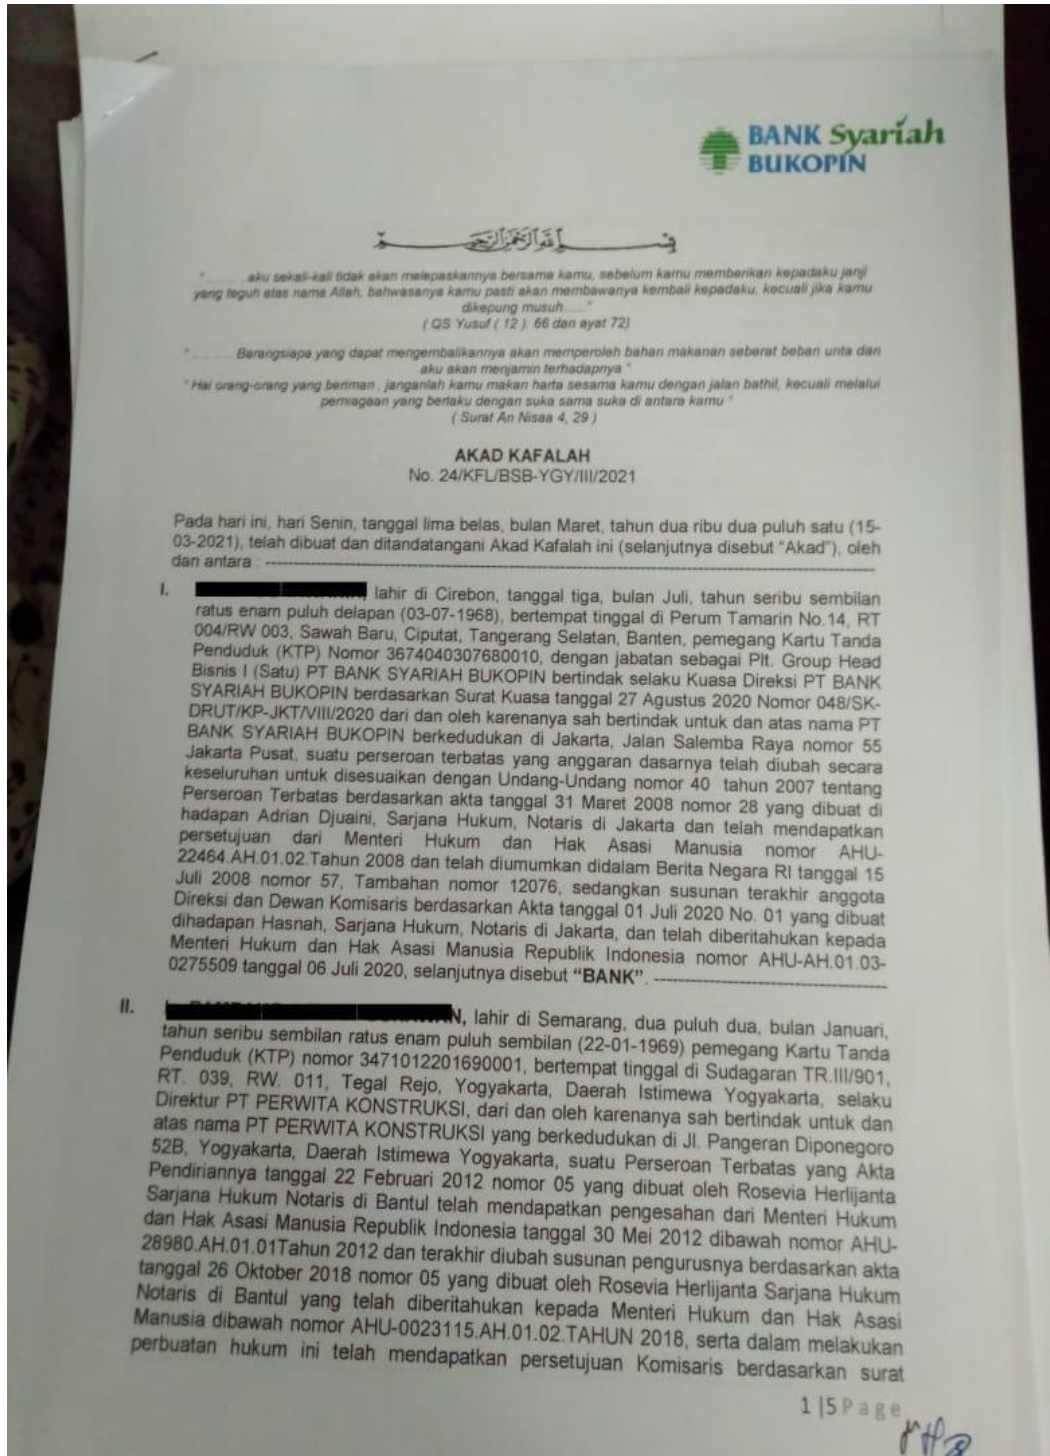 BANK Syariah
BUKOPIN
" ........ aku sekali-kali tidak akan melepaskannya bersama kamu, sebelum kamu memberikan kepadaku janji
yang teguh atas nama Allah, bahwasanya kamu pasti akan membawanya kembali kepadaku, kecuali jika kamu
dikepung musuh ....."
( QS Yusuf ( 12 ): 66 dan ayat 72)
" ........ Barangsiapa yang dapat mengembalikannya akan memperoleh bahan makanan seberat beban unta dan
aku akan menjamin terhadapnya "
" Hai orang-orang yang beriman , janganlah kamu makan harta sesama kamu dengan jalan bathil, kecuali melalui
perniagaan yang berlaku dengan suka sama suka di antara kamu "
( Surat An Nisaa 4, 29 )
AKAD KAFALAH
No. 24/KFL/BSB-YGY/III/2021
Pada hari ini, hari Senin, tanggal lima belas, bulan Maret, tahun dua ribu dua puluh satu (15-
03-2021), telah dibuat dan ditandatangani Akad Kafalah ini (selanjutnya disebut "Akad"), oleh
dan antara : ------------------------------------------------
I. lahir di Cirebon, tanggal tiga, bulan Juli, tahun seribu sembilan
ratus enam puluh delapan (03-07-1968), bertempat tinggal di Perum Tamarin No.14, RT
004/RW 003, Sawah Baru, Ciputat, Tangerang Selatan, Banten, pemegang Kartu Tanda
Penduduk (KTP) Nomor 3674040307680010, dengan jabatan sebagai Plt. Group Head
Bisnis I (Satu) PT BANK SYARIAH BUKOPIN bertindak selaku Kuasa Direksi PT BANK
SYARIAH BUKOPIN berdasarkan Surat Kuasa tanggal 27 Agustus 2020 Nomor 048/SK-
DRUT/KP-JKT/VIII/2020 dari dan oleh karenanya sah bertindak untuk dan atas nama PT
BANK SYARIAH BUKOPIN berkedudukan di Jakarta, Jalan Salemba Raya nomor 55
Jakarta Pusat, suatu perseroan terbatas yang anggaran dasarnya telah diubah secara
keseluruhan untuk disesuaikan dengan Undang-Undang nomor 40 tahun 2007 tentang
Perseroan Terbatas berdasarkan akta tanggal 31 Maret 2008 nomor 28 yang dibuat di
hadapan Adrian Djuaini, Sarjana Hukum, Notaris di Jakarta dan telah mendapatkan
persetujuan dari Menteri Hukum dan Hak Asasi Manusia nomor AHU-
22464.AH.01.02.Tahun 2008 dan telah diumumkan didalam Berita Negara RI tanggal 15
Juli 2008 nomor 57, Tambahan nomor 12076, sedangkan susunan terakhir anggota
Direksi dan Dewan Komisaris berdasarkan Akta tanggal 01 Juli 2020 No. 01 yang dibuat
dihadapan Hasnah, Sarjana Hukum, Notaris di Jakarta, dan telah diberitahukan kepada
Menteri Hukum dan Hak Asasi Manusia Republik Indonesia nomor AHU-AH.01.03-
0275509 tanggal 06 Juli 2020, selanjutnya disebut "BANK". --------------------
II. N, lahir di Semarang, dua puluh dua, bulan Januari,
tahun seribu sembilan ratus enam puluh sembilan (22-01-1969) pemegang Kartu Tanda
Penduduk (KTP) nomor 3471012201690001, bertempat tinggal di Sudagaran TR.III/901,
RT. 039, RW. 011, Tegal Rejo, Yogyakarta, Daerah Istimewa Yogyakarta, selaku
Direktur PT PERWITA KONSTRUKSI, dari dan oleh karenanya sah bertindak untuk dan
atas nama PT PERWITA KONSTRUKSI yang berkedudukan di Jl. Pangeran Diponegoro
52B, Yogyakarta, Daerah Istimewa Yogyakarta, suatu Perseroan Terbatas yang Akta
Pendiriannya tanggal 22 Februari 2012 nomor 05 yang dibuat oleh Rosevia Herlijanta
Sarjana Hukum Notaris di Bantul telah mendapatkan pengesahan dari Menteri Hukum
dan Hak Asasi Manusia Republik Indonesia tanggal 30 Mei 2012 dibawah nomor AHU-
28980.AH.01.01Tahun 2012 dan terakhir diubah susunan pengurusnya berdasarkan akta
tanggal 26 Oktober 2018 nomor 05 yang dibuat oleh Rosevia Herlijanta Sarjana Hukum
Notaris di Bantul yang telah diberitahukan kepada Menteri Hukum dan Hak Asasi
Manusia dibawah nomor AHU-0023115.AH.01.02.TAHUN 2018, serta dalam melakukan
perbuatan hukum ini telah mendapatkan persetujuan Komisaris berdasarkan surat
1 |5 P a g e